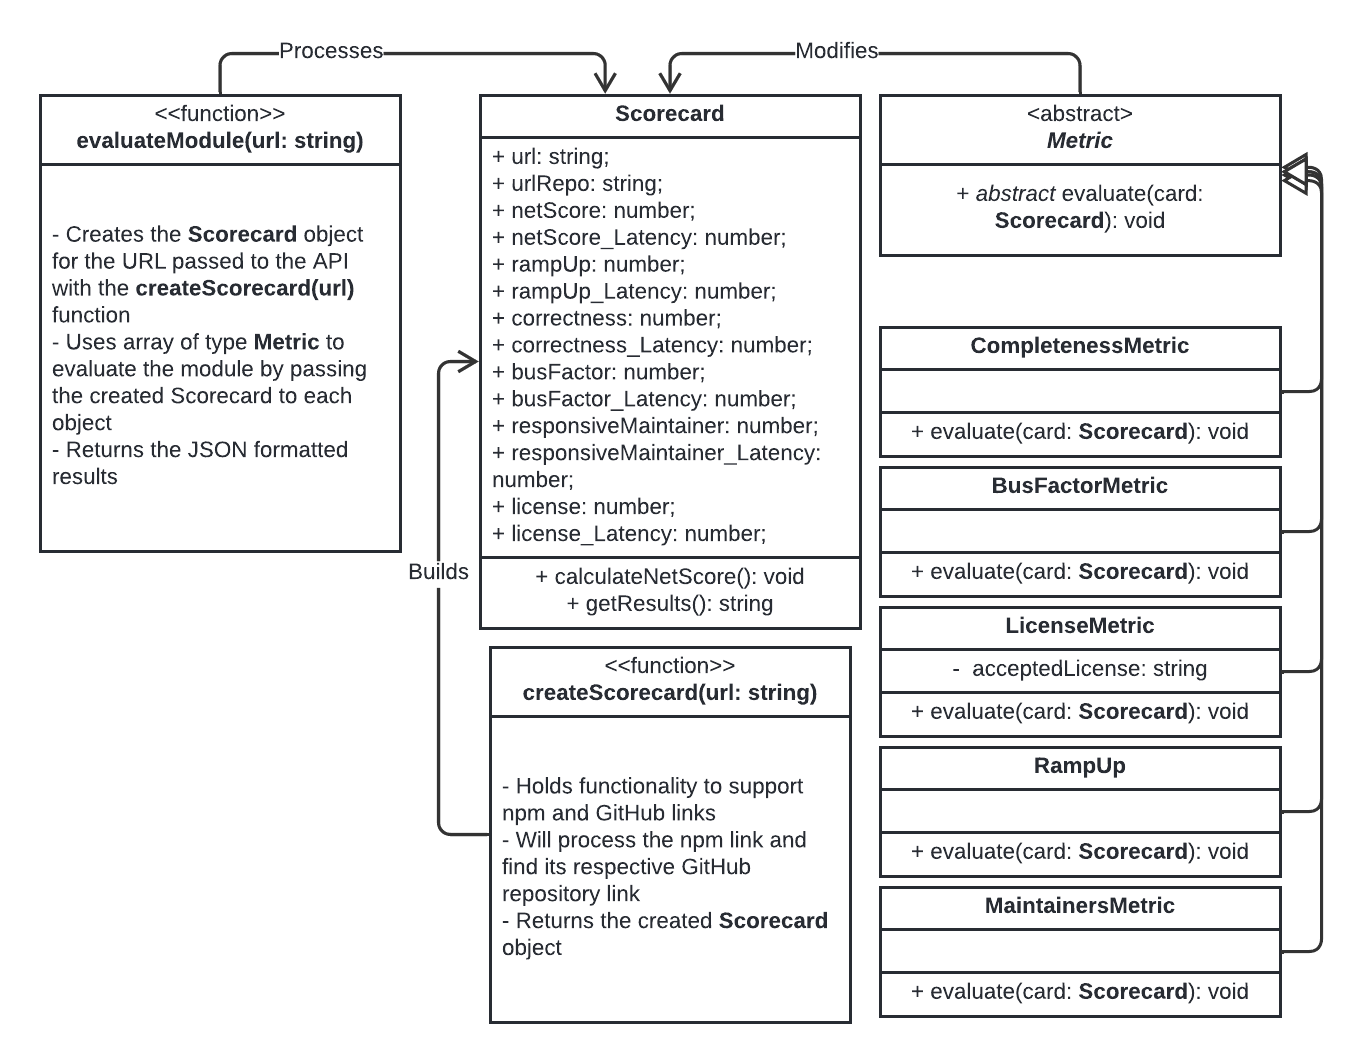 Processes
Modifies
<<function>>
evaluateModule(url: string)
- Creates the Scorecard object
for the URL passed to the API
with the createScorecard(url)
function
- Uses array of type Metric to
evaluate the module by passing
the created Scorecard to each
object
- Returns the JSON formatted
results
Scorecard
+ url: string;
+ urlRepo: string;
+ netScore: number;
+ netScore_Latency: number;
+ rampUp: number;
+ rampUp_Latency: number;
+ correctness: number;
+ correctness_Latency: number;
+ busFactor: number;
+ busFactor_Latency: number;
+ responsiveMaintainer: number;
+ responsiveMaintainer_Latency:
number;
+ license: number;
+ license_Latency: number;
+ calculateNetScore(): void
+ getResults(): string
Builds
<<function>>
createScorecard(url: string)
- Holds functionality to support
npm and GitHub links
- Will process the npm link and
find its respective GitHub
repository link
- Returns the created Scorecard
object
<abstract>
Metric
+ abstract evaluate(card:
Scorecard): void
CompletenessMetric
+ evaluate(card: Scorecard): void
BusFactorMetric
+ evaluate(card: Scorecard): void
LicenseMetric
- acceptedLicense: string
+ evaluate(card: Scorecard): void
RampUp
+ evaluate(card: Scorecard): void
MaintainersMetric
+ evaluate(card: Scorecard): void